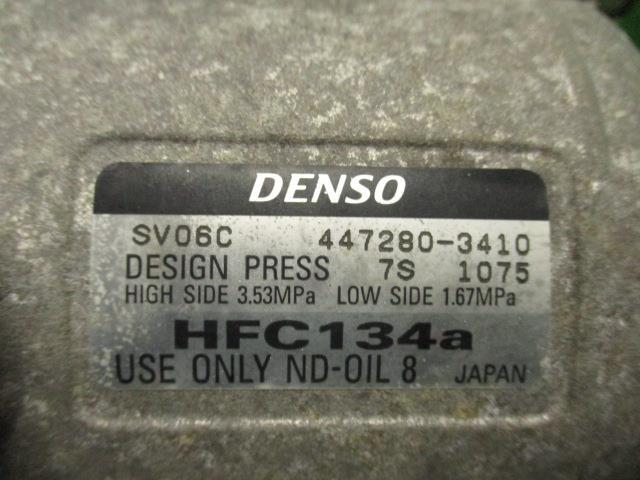 DENSO
SV06C 447280-3410
DESIGN PRESS 7S 1075
HIGH SIDE 3.53MPa LOW SIDE 1.67MPa
HFC134a
USE ONLY ND-OIL 8 JAPAN